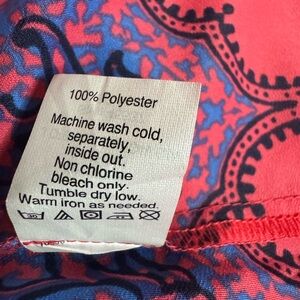 100% Polyester
Machine wash cold,
separately,
inside out.
Non chlorine
bleach only.
Tumble dry low.
Warm iron as needed.